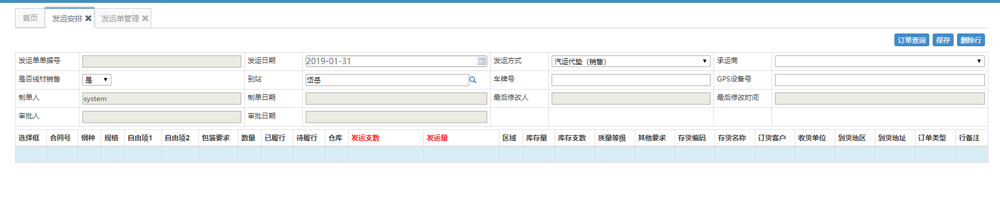 首页 发运安排 发运单管理
订单查询 保存 删除行
发运单单据号 发运日期 2019-01-31 发运方式 汽运代垫（销售） 承运商
是否线材销售 是 到站 岱岳 车牌号 GPS设备号
制单人 system 制单日期 最后修改人 最后修改时间
审批人 审批日期
选择框 合同号 钢种 规格 自由项1 自由项2 包装要求 数量 已履行 待履行 仓库 发运支数 发运量 区域 库存量 库存支数 质量等级 其他要求 存货编码 存货名称 订货客户 收货单位 到货地区 到货地址 订单类型 行备注